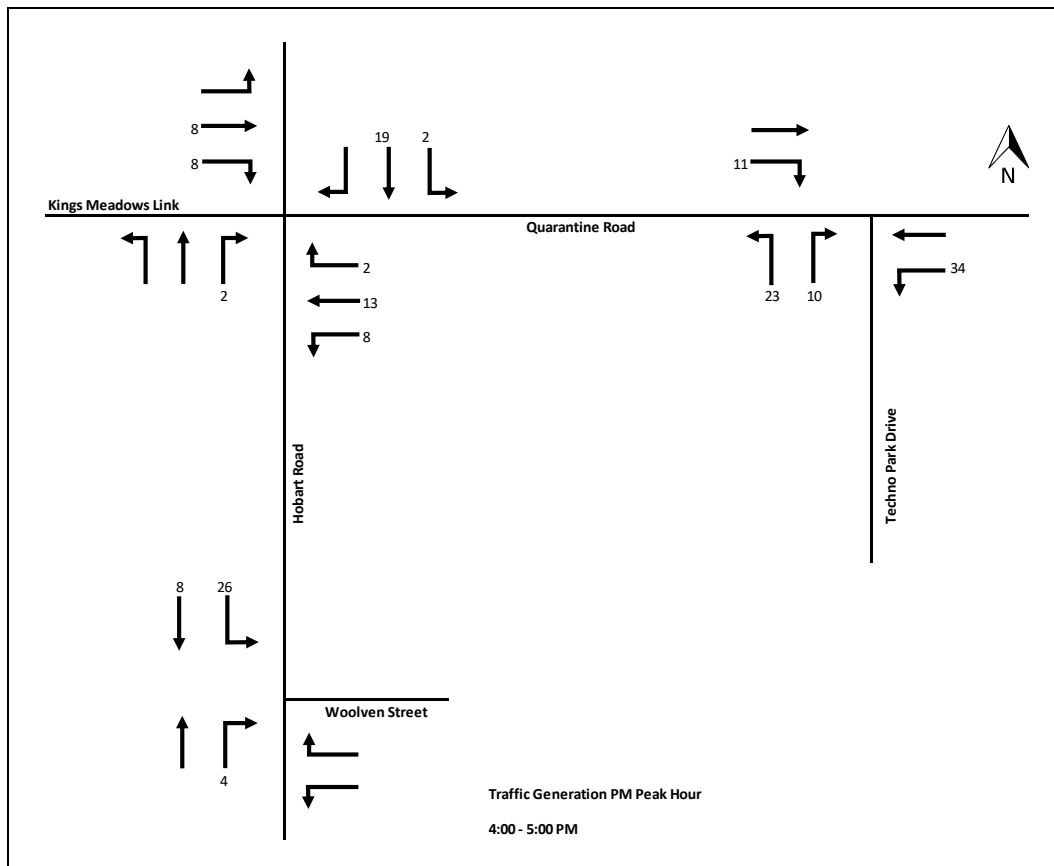 8
19
2
8
11
N
Kings Meadows Link
Quarantine Road
2
34
2
23
10
13
8
Hobart Road
Techno Park Drive
8
26
Woolven Street
4
Traffic Generation PM Peak Hour
4:00 - 5:00 PM